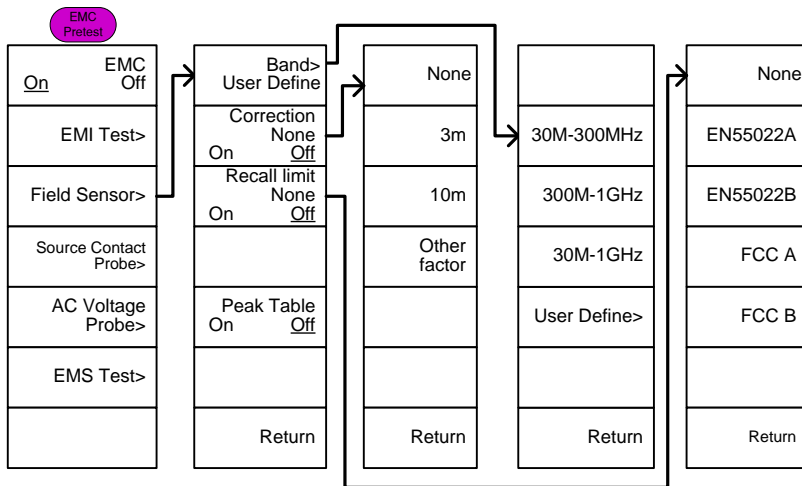 EMC
Pretest
EMC
On Off
EMI Test>
Field Sensor>
Source Contact
Probe>
AC Voltage
Probe>
EMS Test>
Band>
User Define
Correction
None
On Off
Recall limit
None
On Off
Peak Table
On Off
Return
None
3m
10m
Other
factor
Return
30M-300MHz
300M-1GHz
30M-1GHz
User Define>
Return
None
EN55022A
EN55022B
FCC A
FCC B
Return